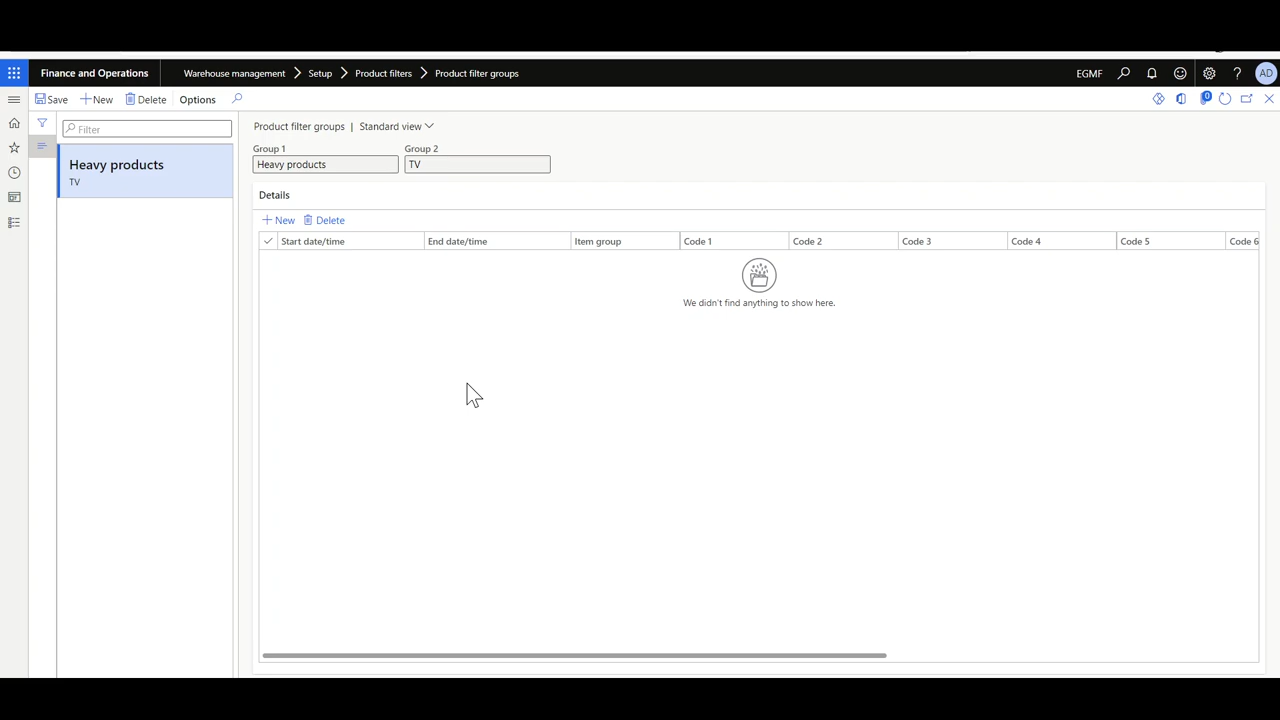 Finance and Operations
Warehouse management Setup Product filters Product filter groups
EGMF
? AD
Save New Delete Options
0
Filter
Heavy products
TV
Product filter groups | Standard view
Group 1 Group 2
Heavy products TV
Details
New Delete
Start date/time End date/time Item group Code 1 Code 2 Code 3 Code 4 Code 5 Code 6
We didn't find anything to show here.